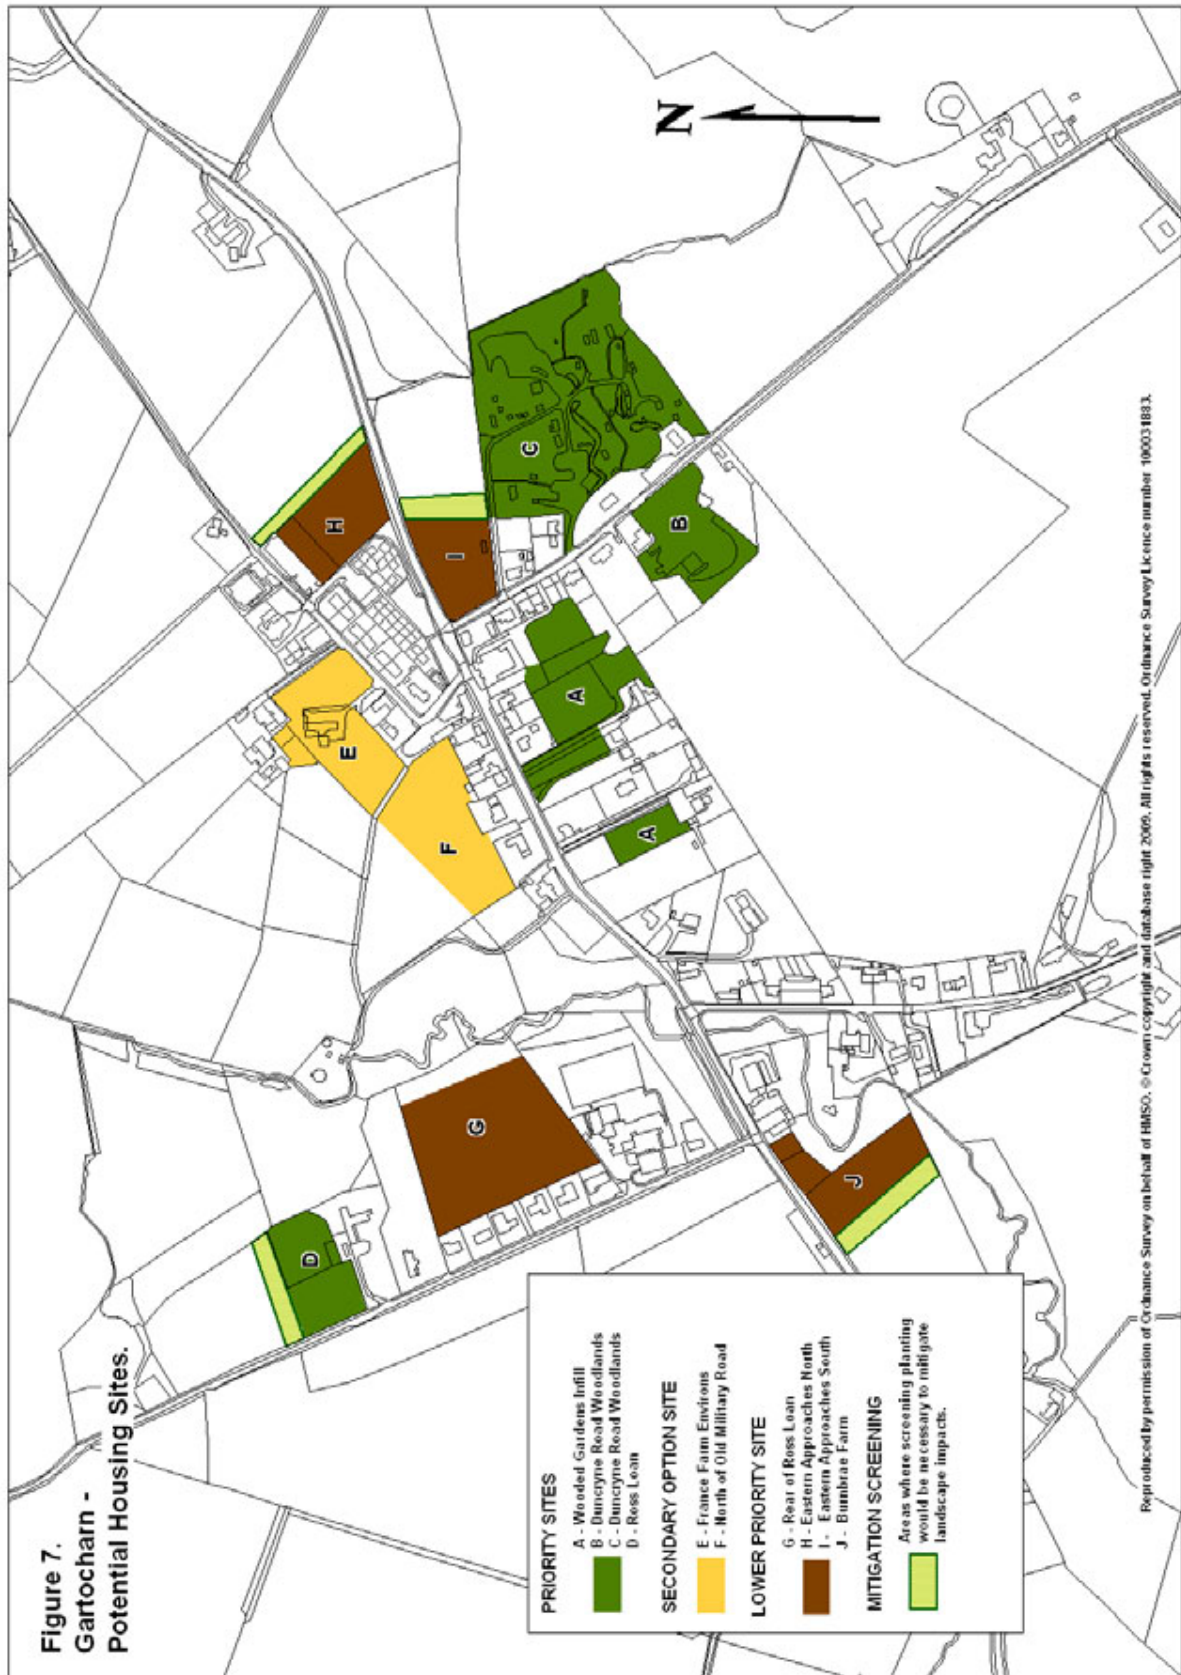 Figure 7.
Gartocharn -
Potential Housing Sites.
N
A
A
B
C
D
E
F
G
H
I
J
PRIORITY SITES
A - Wooded Gardens Infill
B - Duncryne Road Woodlands
C - Duncryne Road Woodlands
D - Ross Loan
SECONDARY OPTION SITE
E - France Farm Environs
F - North of Old Military Road
LOWER PRIORITY SITE
G - Rear of Ross Loan
H - Eastern Approaches North
I - Eastern Approaches South
J - Burnbrae Farm
MITIGATION SCREENING
Areas where screening planting
would be necessary to mitigate
landscape impacts.
Reproduced by permission of Ordnance Survey on behalf of HMSO. © Crown copyright and database right 2009. All rights reserved. Ordnance Survey Licence number 100031883.